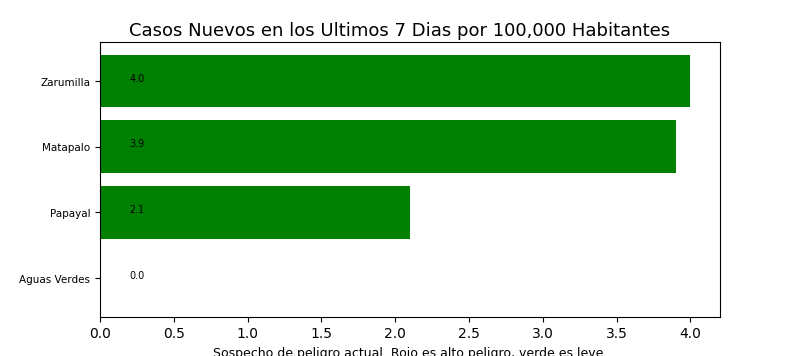 Casos Nuevos en los Ultimos 7 Dias por 100,000 Habitantes
Zarumilla 4.0
Matapalo 3.9
Papayal 2.1
Aguas Verdes 0.0
0.0 0.5 1.0 1.5 2.0 2.5 3.0 3.5 4.0
Sospecho de peligro actual. Rojo es alto peligro, verde es leve